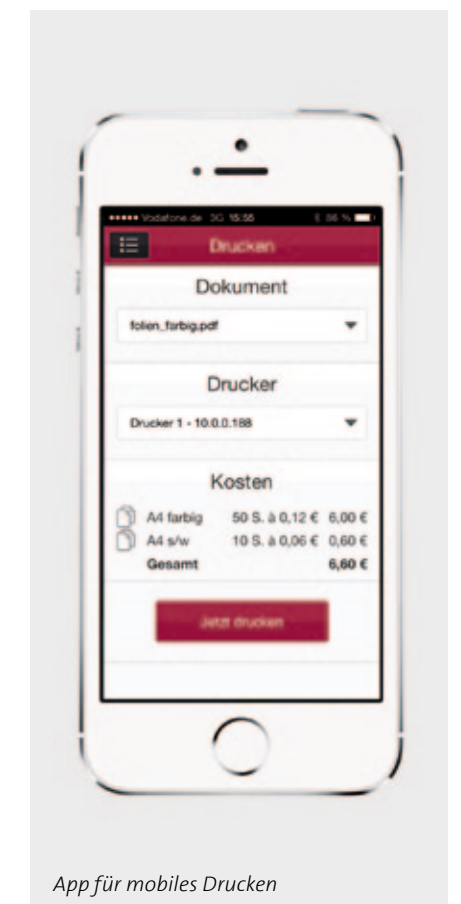 Vodafone.de 3G 15:55 86 %
Drucken
Dokument
folien_farbig.pdf
Drucker
Drucker 1 - 10.0.0.188
Kosten
A4 farbig 50 S. à 0,12 € 6,00 €
A4 s/w 10 S. à 0,06 € 0,60 €
Gesamt 6,60 €
Jetzt drucken
App für mobiles Drucken